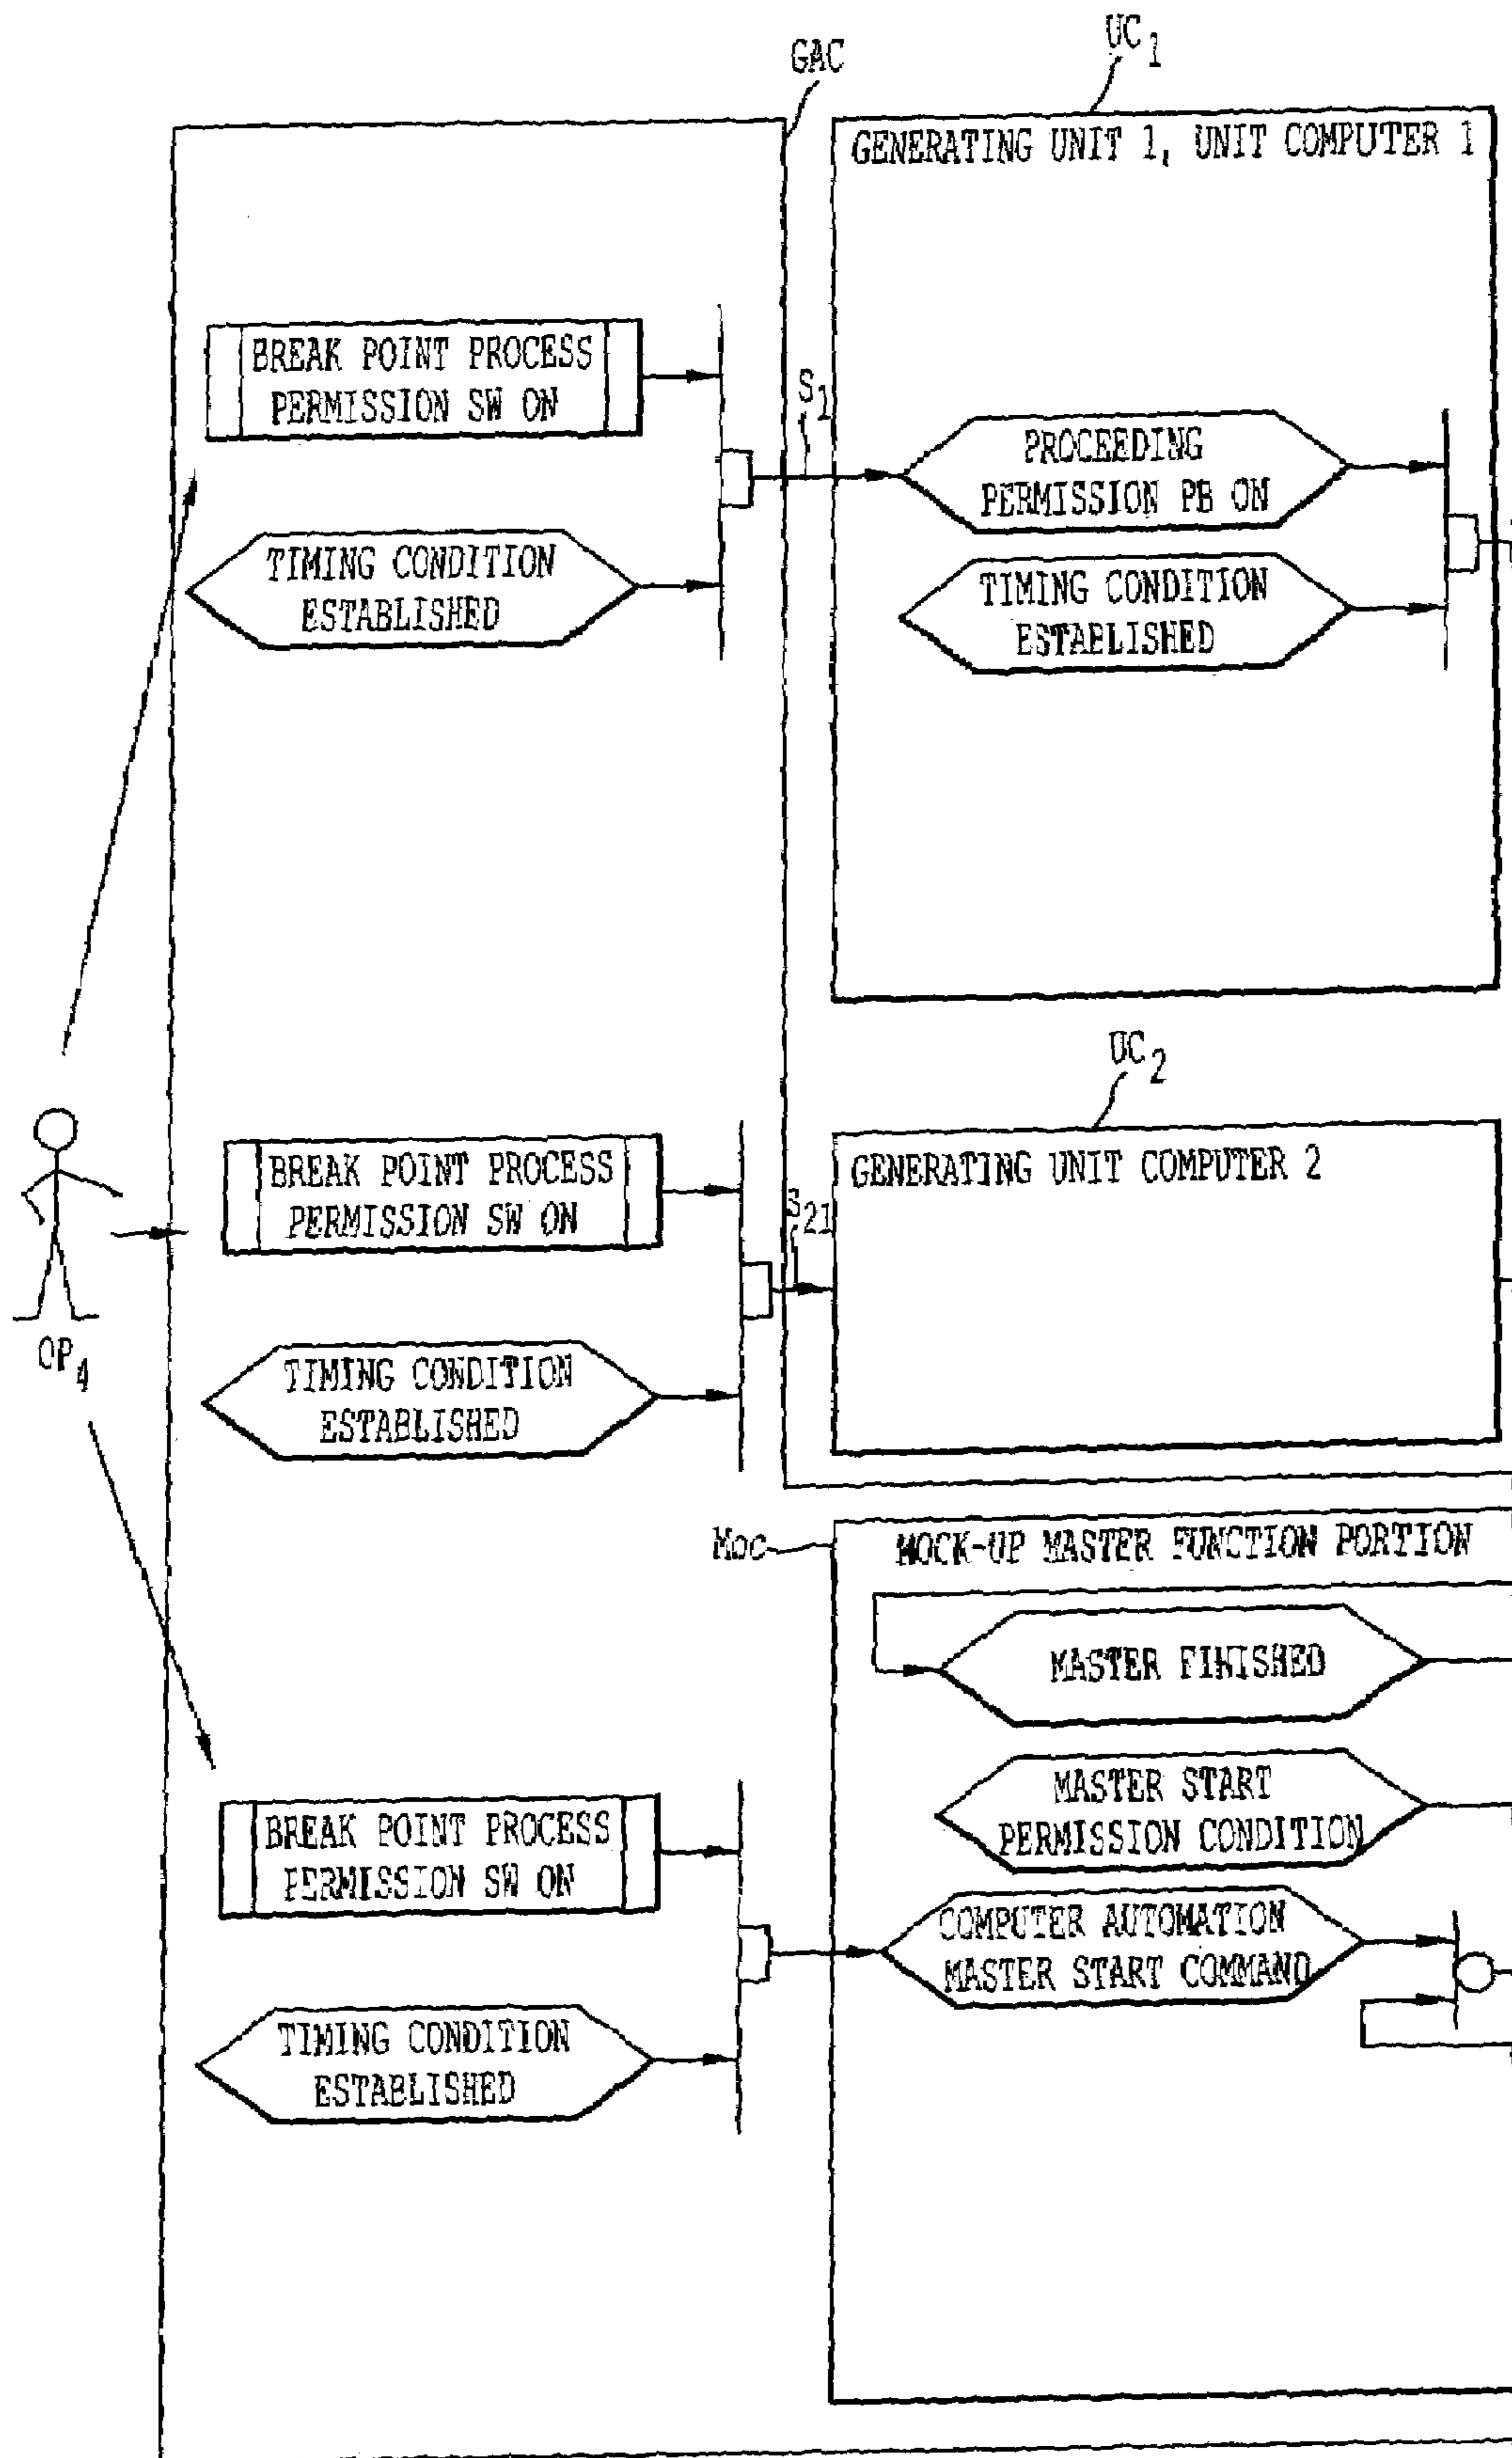 GAC
UC1
GENERATING UNIT 1, UNIT COMPUTER 1
BREAK POINT PROCESS
PERMISSION SW ON
S1
PROCEEDING
PERMISSION PB ON
TIMING CONDITION
ESTABLISHED
TIMING CONDITION
ESTABLISHED
UC2
BREAK POINT PROCESS
PERMISSION SW ON
S21
GENERATING UNIT COMPUTER 2
OP4
TIMING CONDITION
ESTABLISHED
Moc
MOCK-UP MASTER FUNCTION PORTION
MASTER FINISHED
MASTER START
PERMISSION CONDITION
BREAK POINT PROCESS
PERMISSION SW ON
COMPUTER AUTOMATION
MASTER START COMMAND
TIMING CONDITION
ESTABLISHED